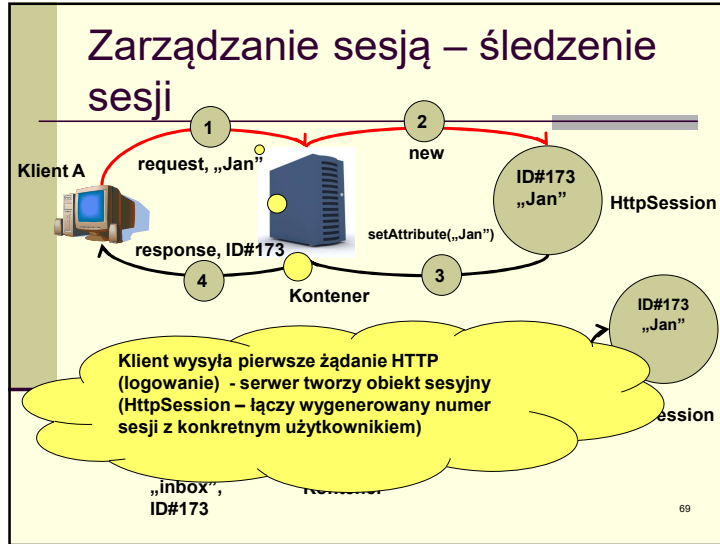 Zarządzanie sesją – śledzenie
sesji
1
2
request, „Jan”
new
Klient A
ID#173
„Jan”
HttpSession
setAttribute(„Jan”)
response, ID#173
4
3
Kontener
ID#173
„Jan”
Klient wysyła pierwsze żądanie HTTP
(logowanie) - serwer tworzy obiekt sesyjny
(HttpSession – łączy wygenerowany numer
sesji z konkretnym użytkownikiem)
ession
„inbox”,
ID#173
69